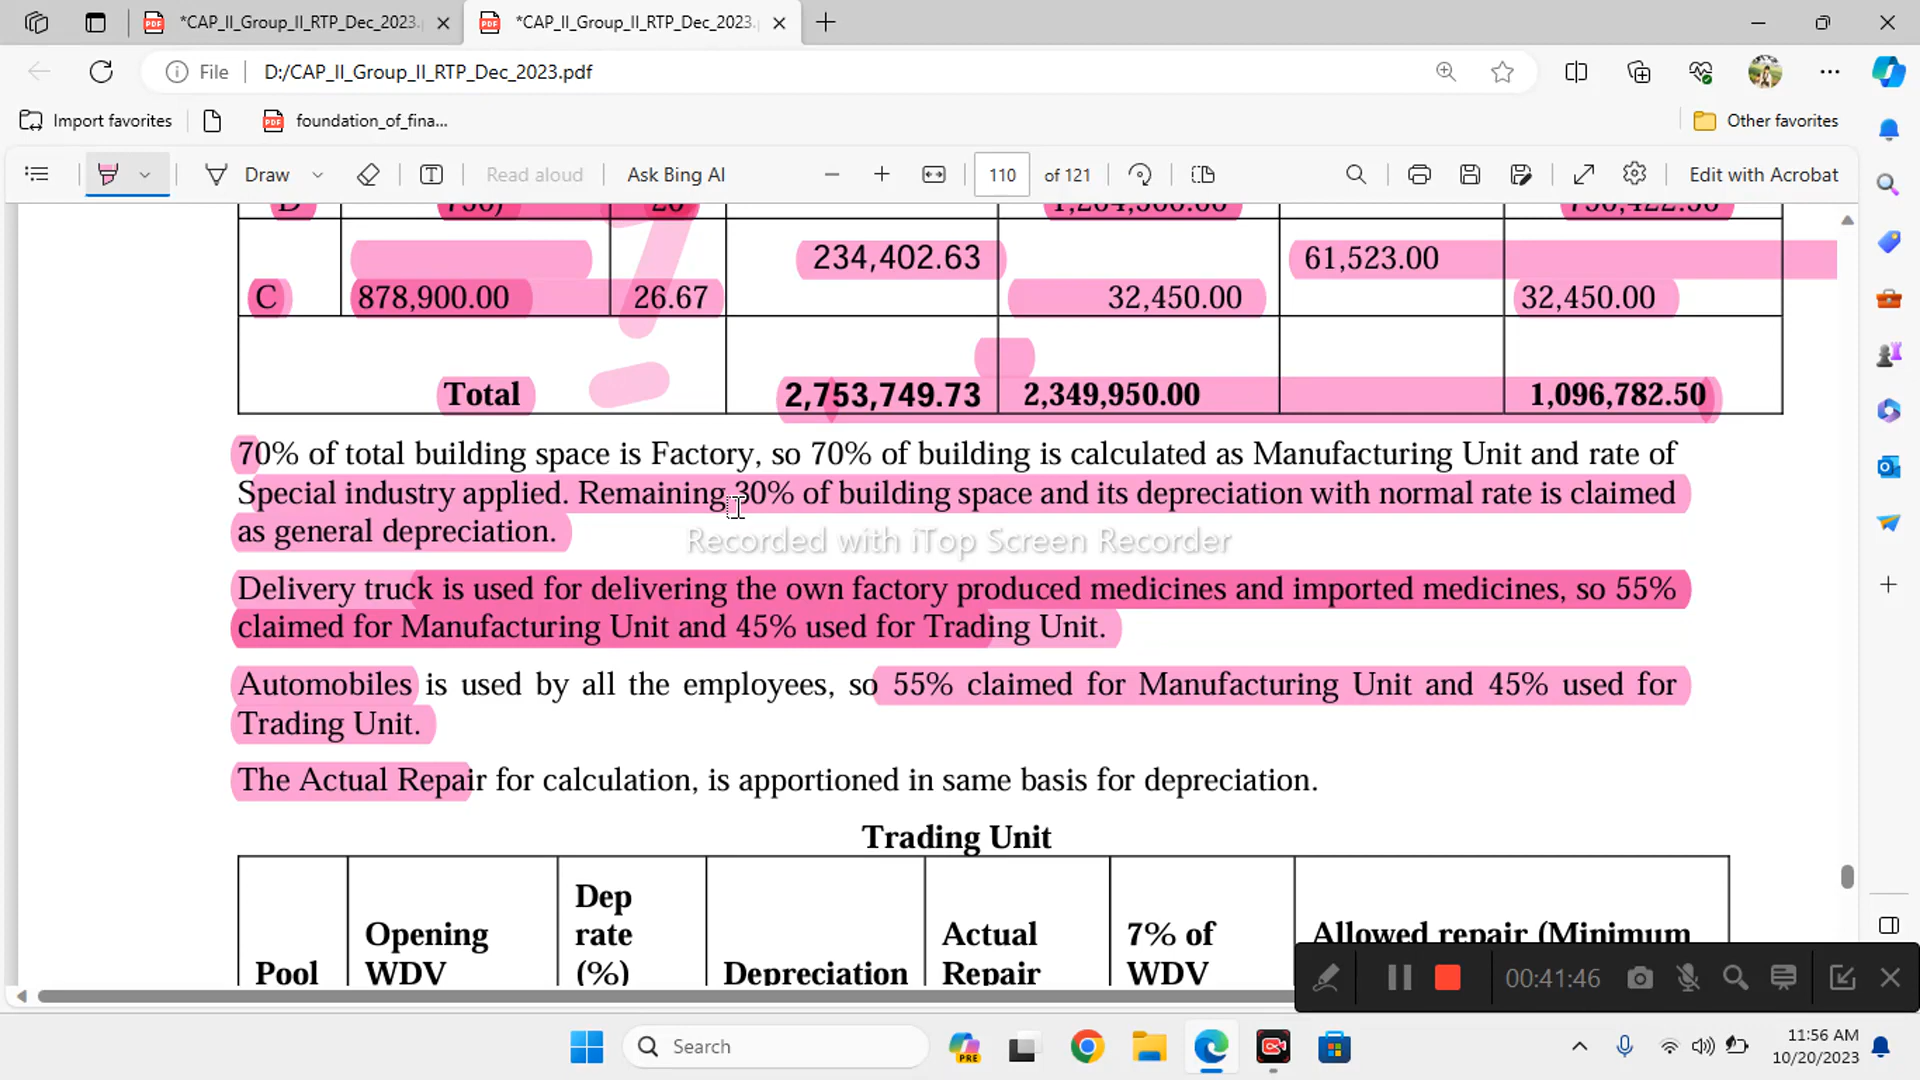 *CAP_II_Group_II_RTP_Dec_2023.
*CAP_II_Group_II_RTP_Dec_2023.
File
D:/CAP_II_Group_II_RTP_Dec_2023.pdf
Import favorites
foundation_of_fina...
Other favorites
Draw
Read aloud
Ask Bing AI
110 of 121
Edit with Acrobat
234,402.63 61,523.00
C 878,900.00 26.67 32,450.00 32,450.00
Total 2,753,749.73 2,349,950.00 1,096,782.50
70% of total building space is Factory, so 70% of building is calculated as Manufacturing Unit and rate of
Special industry applied. Remaining 30% of building space and its depreciation with normal rate is claimed
as general depreciation.
Recorded with iTop Screen Recorder
Delivery truck is used for delivering the own factory produced medicines and imported medicines, so 55%
claimed for Manufacturing Unit and 45% used for Trading Unit.
Automobiles is used by all the employees, so 55% claimed for Manufacturing Unit and 45% used for
Trading Unit.
The Actual Repair for calculation, is apportioned in same basis for depreciation.
Trading Unit
Dep
Opening rate Actual 7% of Allowed repair (Minimum
Pool WDV (%) Depreciation Repair WDV
00:41:46
Search
PRE
11:56 AM
10/20/2023